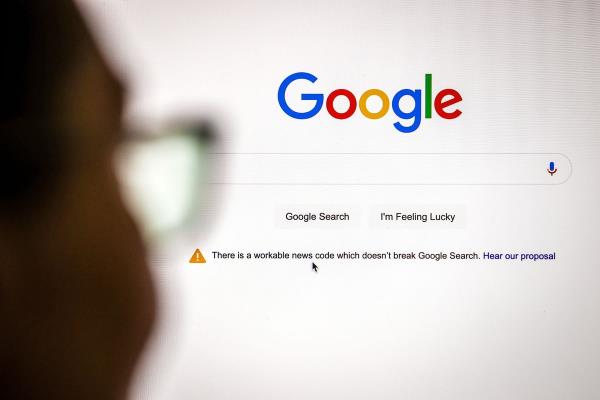 Google
Google Search I'm Feeling Lucky
There is a workable news code which doesn't break Google Search. Hear our proposal